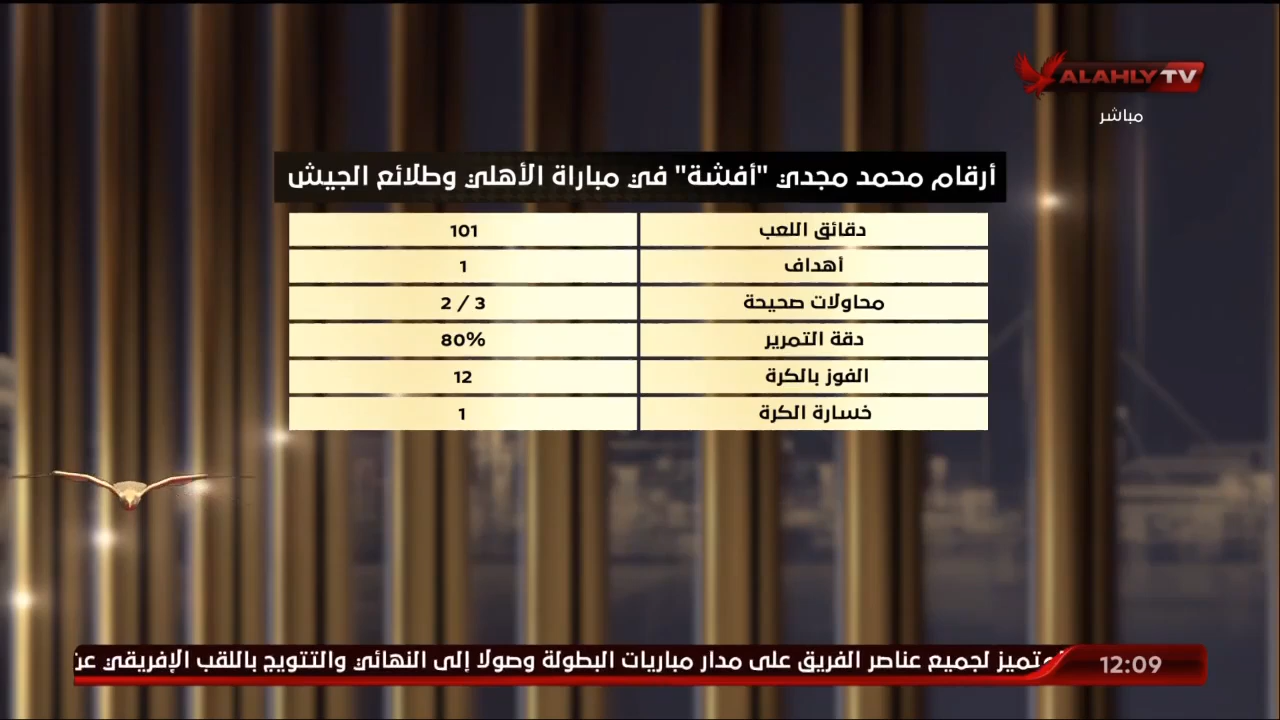 ALAHLY TV
مباشر
أرقام محمد مجدي "أفشة" في مباراة الأهلي وطلائع الجيش
دقائق اللعب 101
أهداف 1
محاولات صحيحة 2 / 3
دقة التمرير 80%
الفوز بالكرة 12
خسارة الكرة 1
لجميع عناصر الفريق على مدار مباريات البطولة وصولا إلى النهائي والتتويج باللقب الإفريقي
12:09